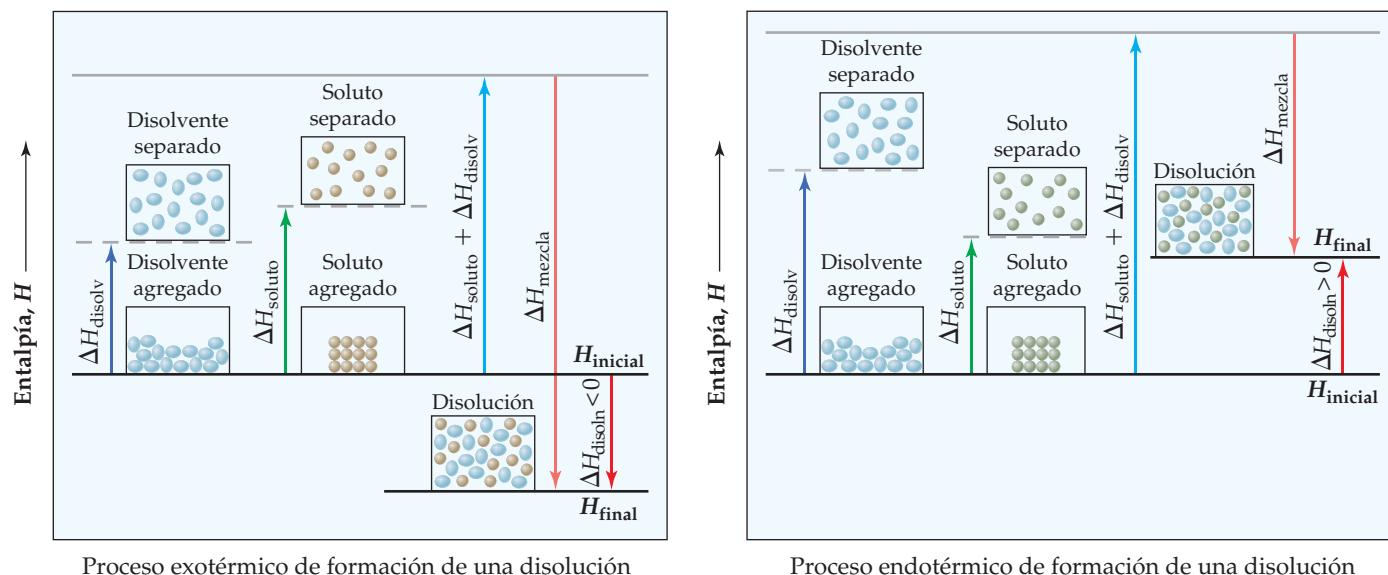 Entalpía, H
Disolvente
separado
Soluto
separado
ΔHdisolv
Disolvente
agregado
ΔHsoluto
Soluto
agregado
ΔHsoluto + ΔHdisolv
ΔHmezcla
Hinicial
Disolución
ΔHdisoln < 0
Hfinal
Proceso exotérmico de formación de una disolución
Entalpía, H
Disolvente
separado
Soluto
separado
ΔHdisolv
Disolvente
agregado
ΔHsoluto
Soluto
agregado
ΔHsoluto + ΔHdisolv
ΔHmezcla
Disolución
Hfinal
ΔHdisoln > 0
Hinicial
Proceso endotérmico de formación de una disolución